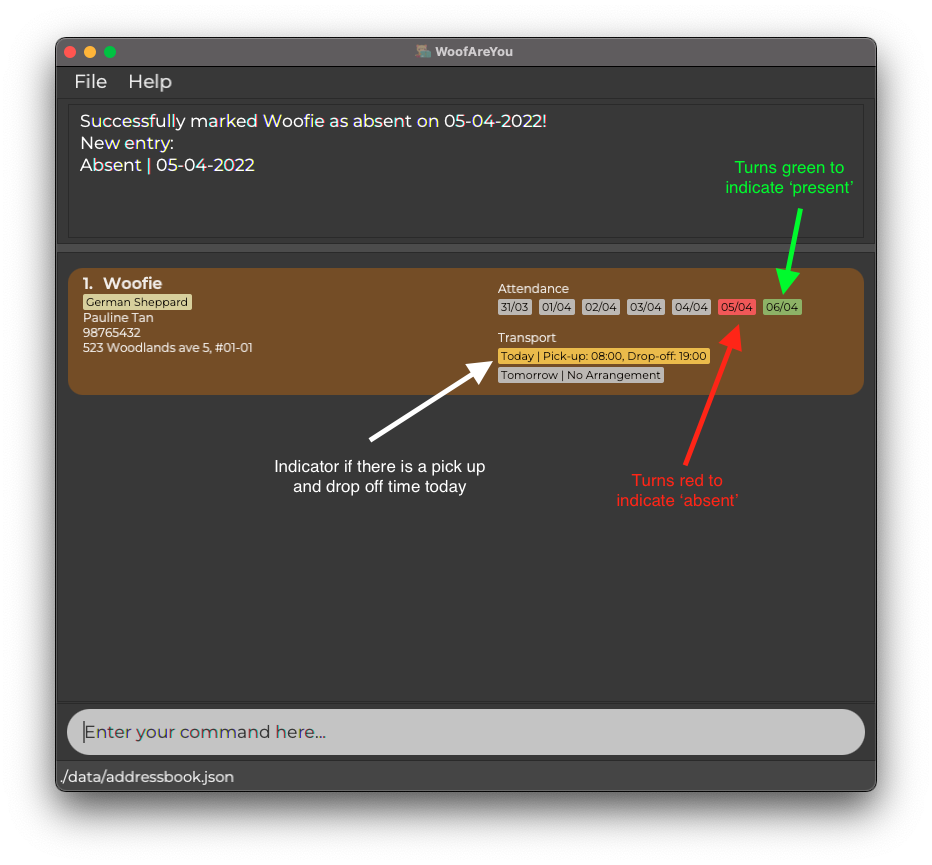 WoofAreYou
File Help
Successfully marked Woofie as absent on 05-04-2022!
New entry:
Absent | 05-04-2022
Turns green to
indicate ‘present’
1. Woofie
German Sheppard
Pauline Tan
98765432
523 Woodlands ave 5, #01-01
Attendance
31/03 01/04 02/04 03/04 04/04 05/04 06/04
Transport
Today | Pick-up: 08:00, Drop-off: 19:00
Tomorrow | No Arrangement
Indicator if there is a pick up
and drop off time today
Turns red to
indicate ‘absent’
Enter your command here...
./data/addressbook.json